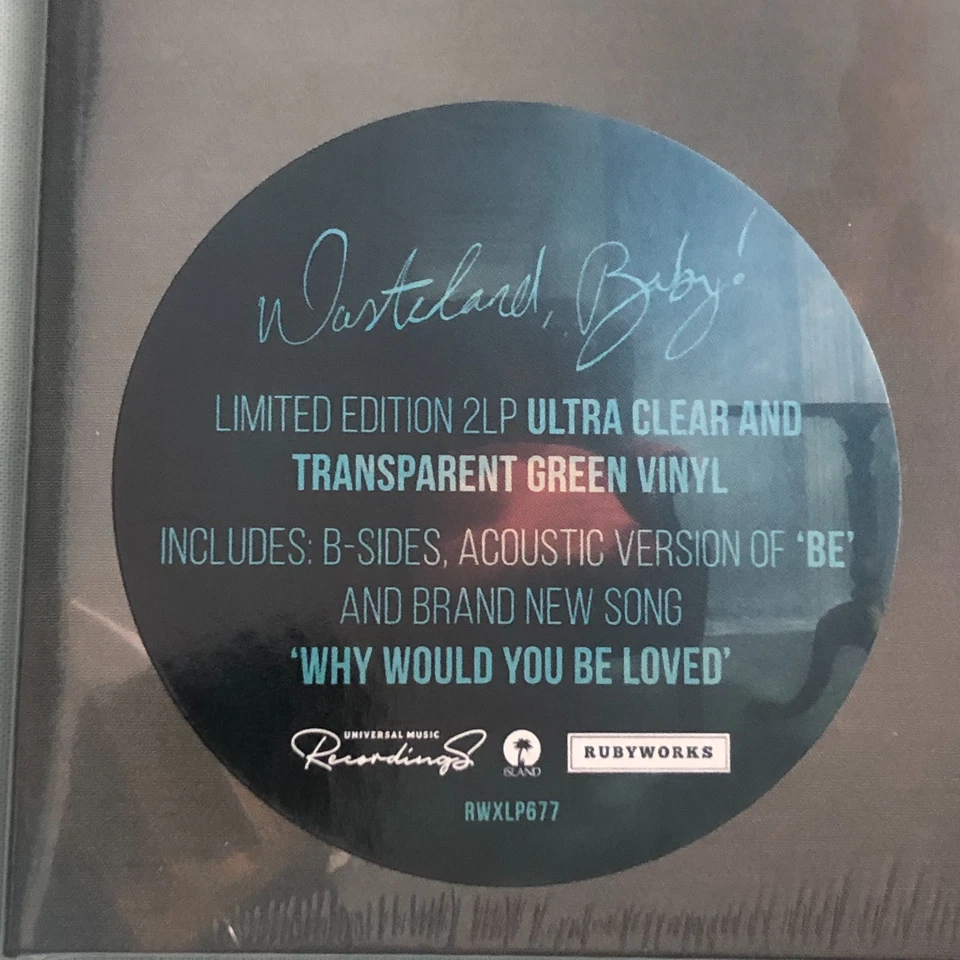 Wasteland, Baby!
LIMITED EDITION 2LP ULTRA CLEAR AND
TRANSPARENT GREEN VINYL
INCLUDES: B-SIDES, ACOUSTIC VERSION OF ‘BE’
AND BRAND NEW SONG
‘WHY WOULD YOU BE LOVED’
UNIVERSAL MUSIC
Recordings
ISLAND
RUBYWORKS
RWXLP677